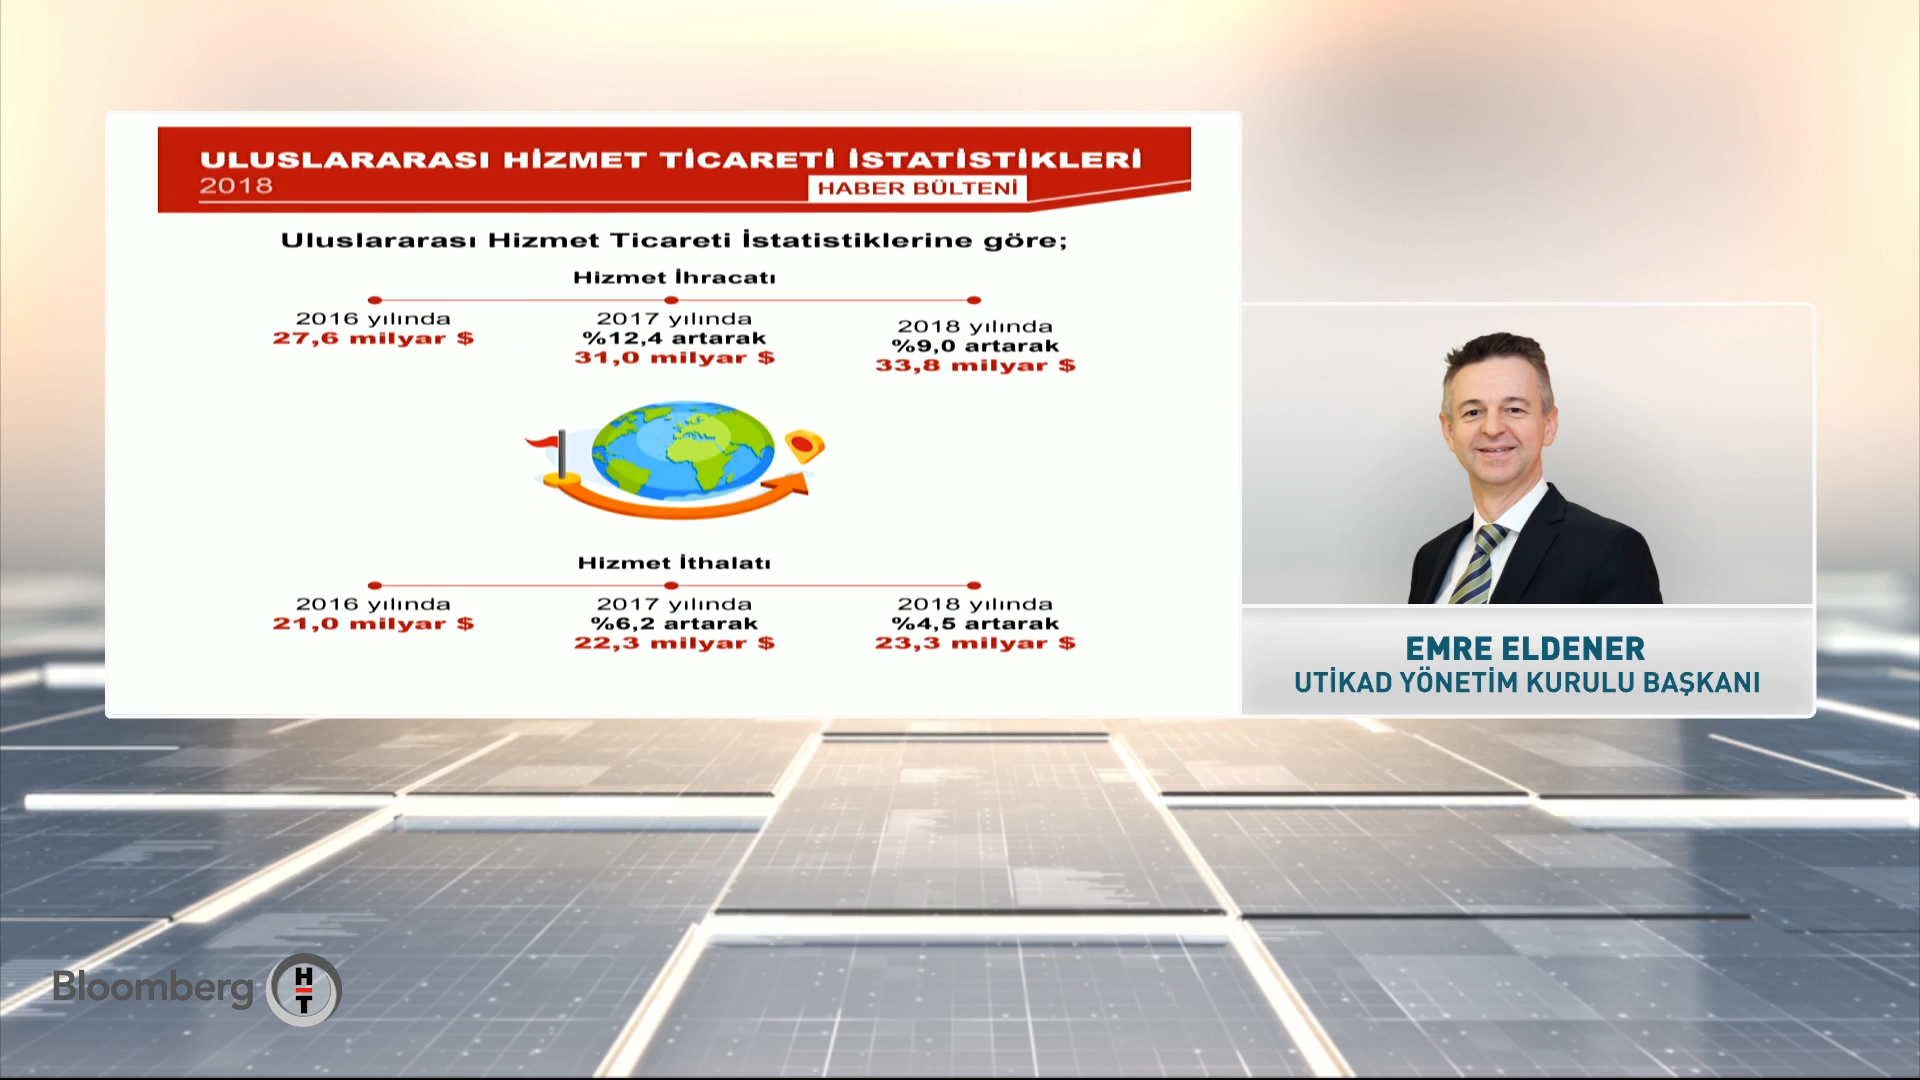 ULUSLARARASI HİZMET TİCARETİ İSTATİSTİKLERİ
2018
HABER BÜLTENİ
Uluslararası Hizmet Ticareti İstatistiklerine göre;
Hizmet İhracatı
2016 yılında
27,6 milyar $
2017 yılında
%12,4 artarak
31,0 milyar $
2018 yılında
%9,0 artarak
33,8 milyar $
Hizmet İthalatı
2016 yılında
21,0 milyar $
2017 yılında
%6,2 artarak
22,3 milyar $
2018 yılında
%4,5 artarak
23,3 milyar $
EMRE ELDENER
UTİKAD YÖNETİM KURULU BAŞKANI
Bloomberg HT